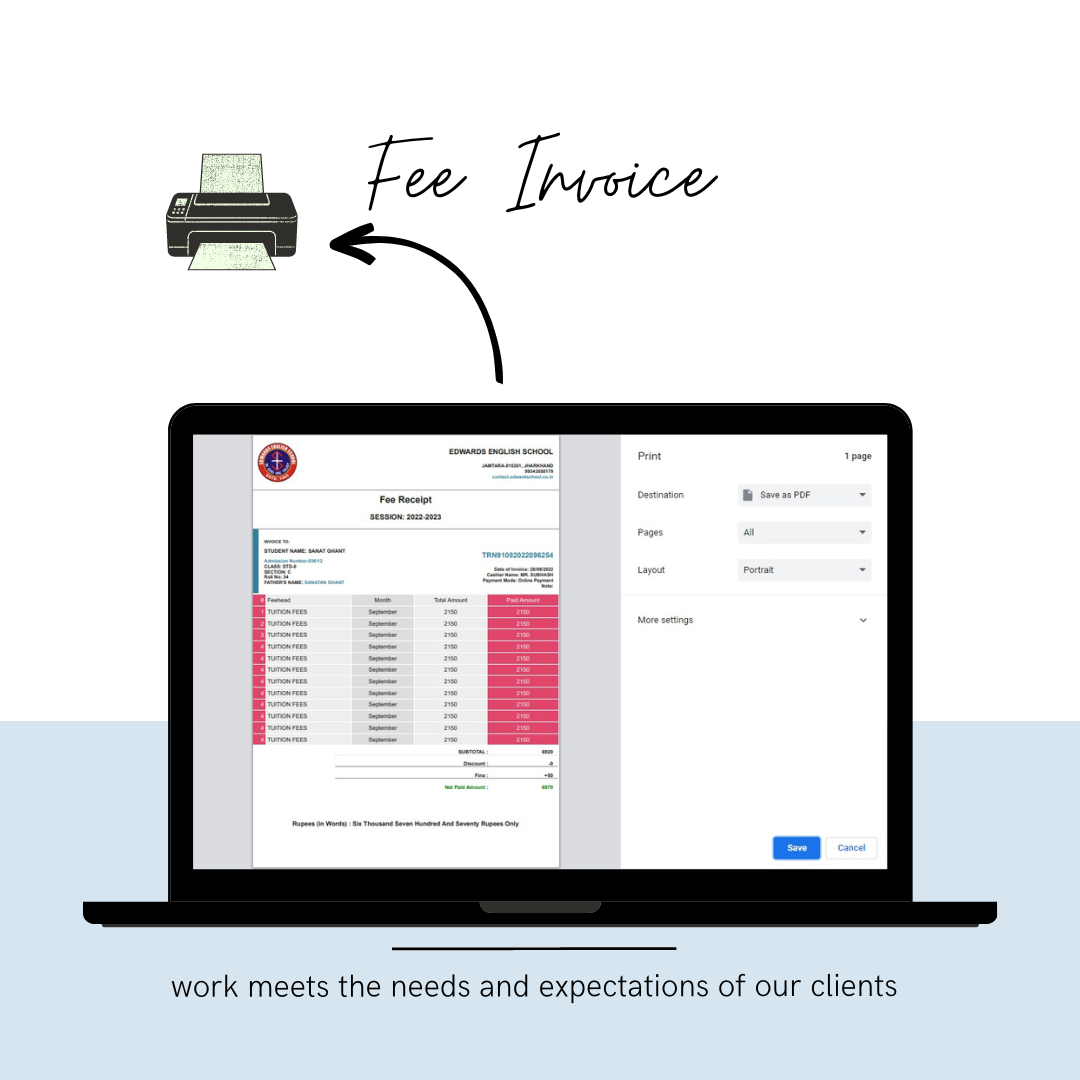 Fee Invoice
EDWARDS ENGLISH SCHOOL
JAMTARA-815351, JHARKHAND
contact.edwardschool.co.in
Fee Receipt
SESSION: 2022-2023
INVOICE TO:
STUDENT NAME: SANAT GHANT
TRN91082022096254
Admission Number-936/12
CLASS: STD-8
Date of Invoice: 20/09/2022
SECTION: C
Cashier Name: MR. SUBHASH
Roll No: 34
Payment Mode: Online Payment
FATHER'S NAME: SANATAN GHANT
Note:
# Feehead Month Total Amount Paid Amount
1 TUITION FEES September 2150 2150
2 TUITION FEES September 2150 2150
3 TUITION FEES September 2150 2150
4 TUITION FEES September 2150 2150
4 TUITION FEES September 2150 2150
4 TUITION FEES September 2150 2150
4 TUITION FEES September 2150 2150
4 TUITION FEES September 2150 2150
4 TUITION FEES September 2150 2150
4 TUITION FEES September 2150 2150
4 TUITION FEES September 2150 2150
4 TUITION FEES September 2150 2150
SUBTOTAL :
Discount : -0
Fine : +50
Net Paid Amount :
Rupees (in Words) : Six Thousand Seven Hundred And Seventy Rupees Only
Print 1 page
Destination Save as PDF
Pages All
Layout Portrait
More settings
Save Cancel
work meets the needs and expectations of our clients